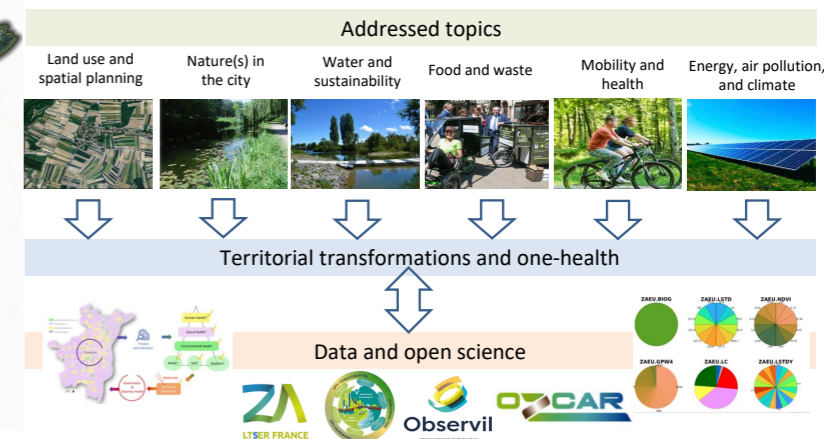 Addressed topics
Land use and
spatial planning
Nature(s) in
the city
Water and
sustainability
Food and waste
Mobility and
health
Energy, air pollution,
and climate
Territorial transformations and one-health
Data and open science
ZAEU.BIOG
ZAEU.LSTD
ZAEU.NDVI
ZAEU.GPW4
ZAEU.LC
ZAEU.LSTDY
ZA
LTSER FRANCE
Observil
OZCAR